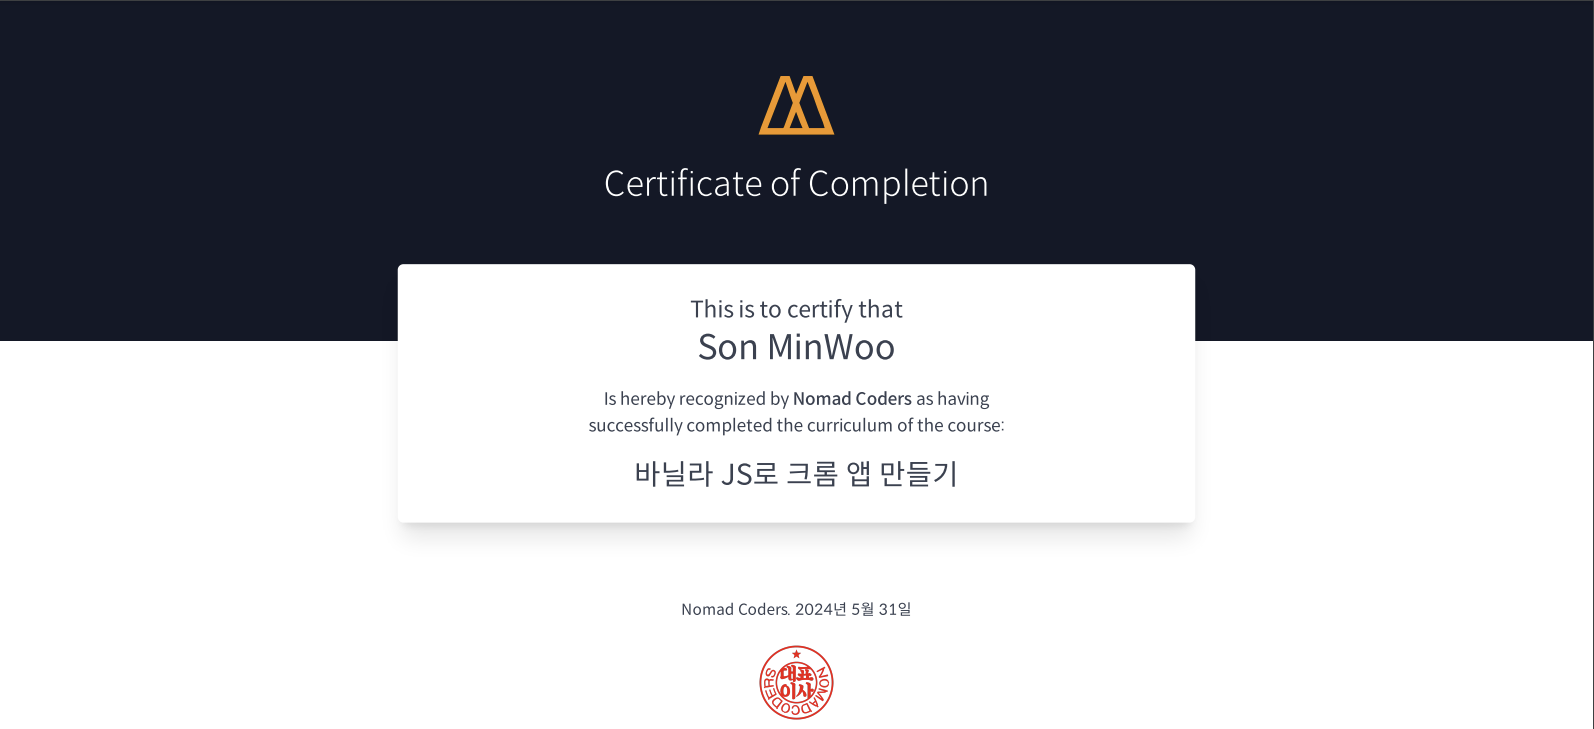 Certificate of Completion
This is to certify that
Son MinWoo
Is hereby recognized by Nomad Coders as having
successfully completed the curriculum of the course:
바닐라 JS로 크롬 앱 만들기
Nomad Coders. 2024년 5월 31일
대표
이사
NOMADCODERS